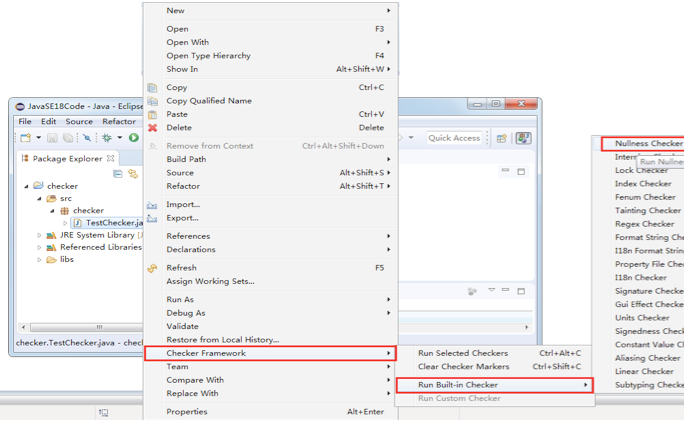 New
Open F3
Open With
Open Type Hierarchy F4
Show In Alt+Shift+W
Copy Ctrl+C
Copy Qualified Name
Paste Ctrl+V
Delete Delete
Remove from Context Ctrl+Alt+Shift+Down
Build Path
Source Alt+Shift+S
Refactor Alt+Shift+T
Import...
Export...
References
Declarations
Refresh F5
Assign Working Sets...
Run As
Debug As
Validate
Restore from Local History...
Checker Framework
Team
Compare With
Replace With
Properties Alt+Enter
JavaSE18Code - Java - Eclipse
File Edit Source Refactor
Quick Access
Package Explorer
checker
src
checker
TestChecker.ja
JRE System Library
Referenced Libraries
libs
checker.TestChecker.java - chec
Run Selected Checkers Ctrl+Alt+C
Clear Checker Markers Ctrl+Shift+C
Run Built-in Checker
Run Custom Checker
Nullness Checker
Run Nullne
Lock Checker
Index Checker
Fenum Checker
Tainting Checker
Regex Checker
Format String Che
I18n Format String
Property File Chec
I18n Checker
Signature Checke
Gui Effect Checke
Units Checker
Signedness Checke
Constant Value C
Aliasing Checker
Linear Checker
Subtyping Checke